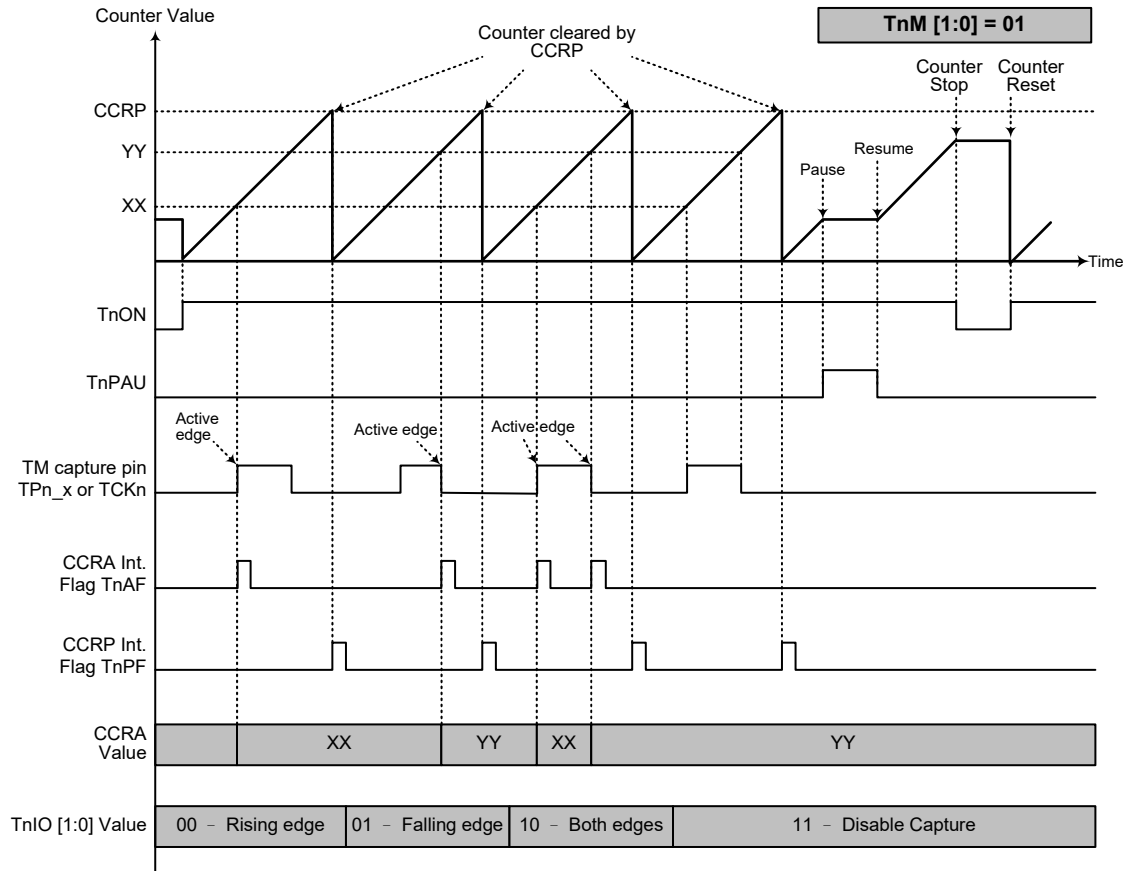 Counter Value
TnM [1:0] = 01
Counter cleared by
CCRP
Counter
Stop
Counter
Reset
CCRP
YY
Pause
Resume
XX
Time
TnON
TnPAU
Active
edge
Active edge
Active edge
TM capture pin
TPn_x or TCKn
CCRA Int.
Flag TnAF
CCRP Int.
Flag TnPF
CCRA
Value
XX
YY
XX
YY
TnIO [1:0] Value
00 – Rising edge
01 – Falling edge
10 – Both edges
11 – Disable Capture